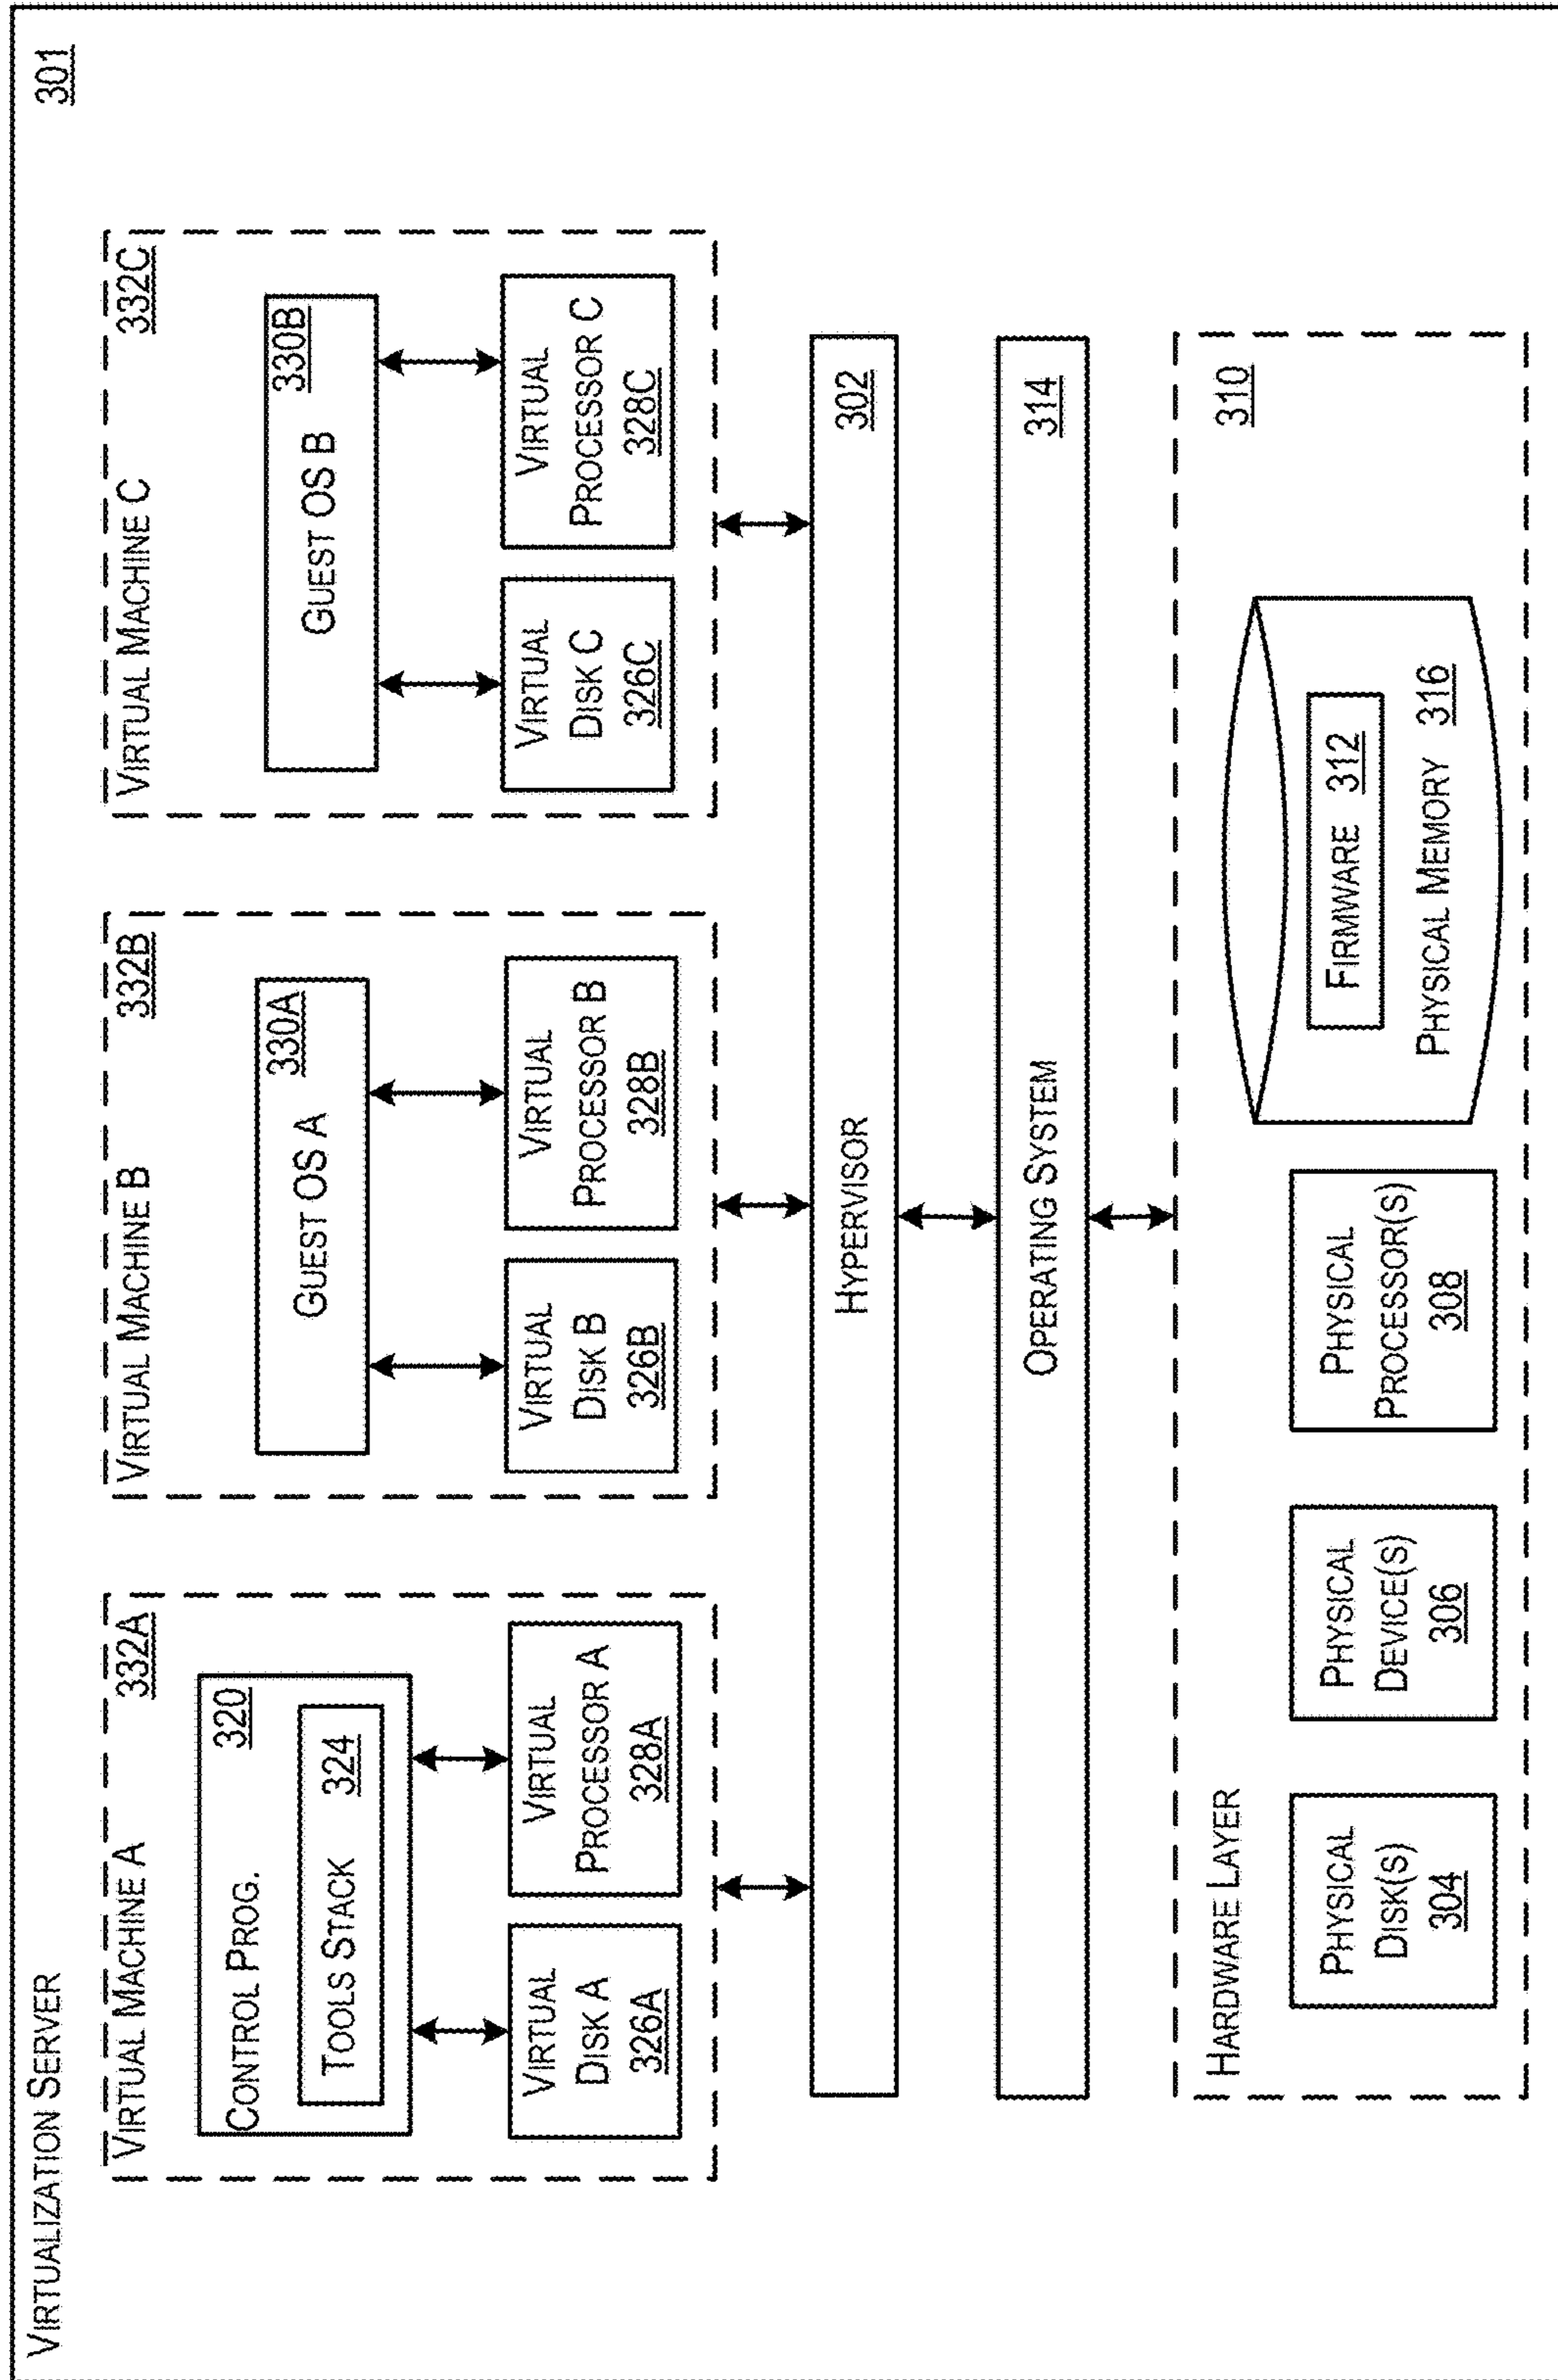 VIRTUALIZATION SERVER
301
VIRTUAL MACHINE A
332A
CONTROL PROG.
320
TOOLS STACK
324
VIRTUAL
DISK A
326A
VIRTUAL
PROCESSOR A
328A
VIRTUAL MACHINE B
332B
GUEST OS A
330A
VIRTUAL
DISK B
326B
VIRTUAL
PROCESSOR B
328B
VIRTUAL MACHINE C
332C
GUEST OS B
330B
VIRTUAL
DISK C
326C
VIRTUAL
PROCESSOR C
328C
HYPERVISOR
302
OPERATING SYSTEM
314
HARDWARE LAYER
310
PHYSICAL
DISK(S)
304
PHYSICAL
DEVICE(S)
306
PHYSICAL
PROCESSOR(S)
308
FIRMWARE 312
PHYSICAL MEMORY 316